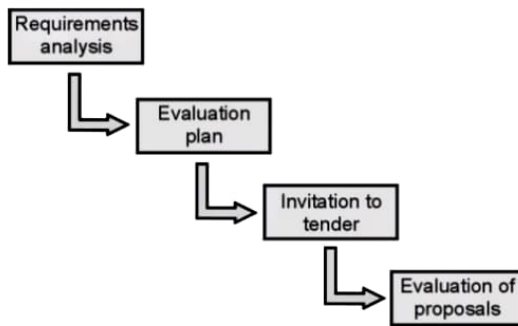 Requirements
analysis
Evaluation
plan
Invitation to
tender
Evaluation of
proposals